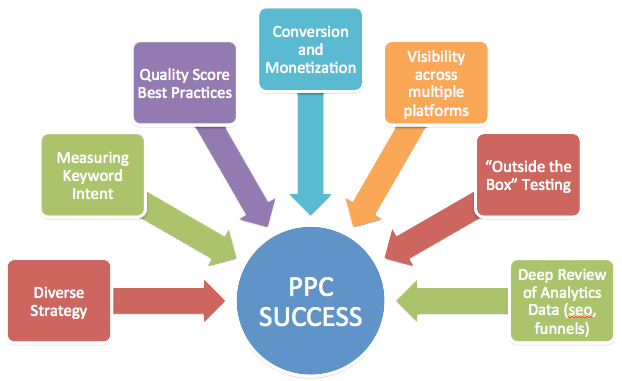 Conversion
and
Monetization
Quality Score
Best Practices
Visibility
across
multiple
platforms
Measuring
Keyword
Intent
“Outside the
Box” Testing
Diverse
Strategy
PPC
SUCCESS
Deep Review
of Analytics
Data (seo,
funnels)